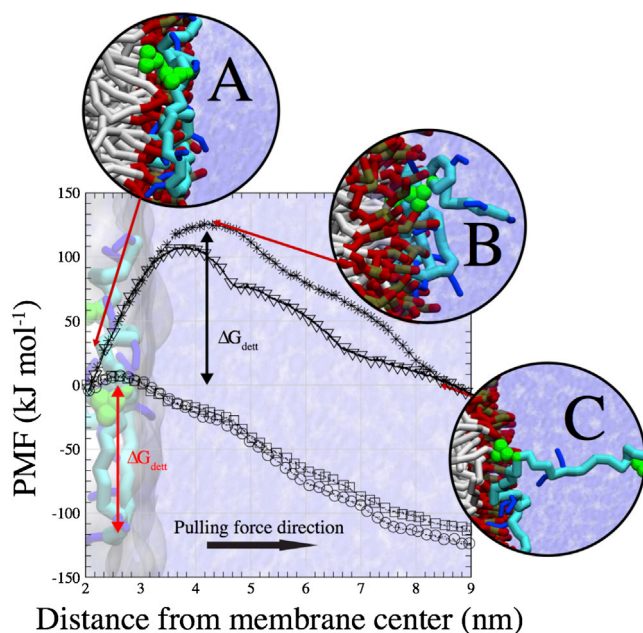 A
B
C
150
100
50
0
-50
-100
-150
PMF (kJ mol⁻¹)
ΔG_dett
ΔG_dett
Pulling force direction
2 3 4 5 6 7 8 9
Distance from membrane center (nm)